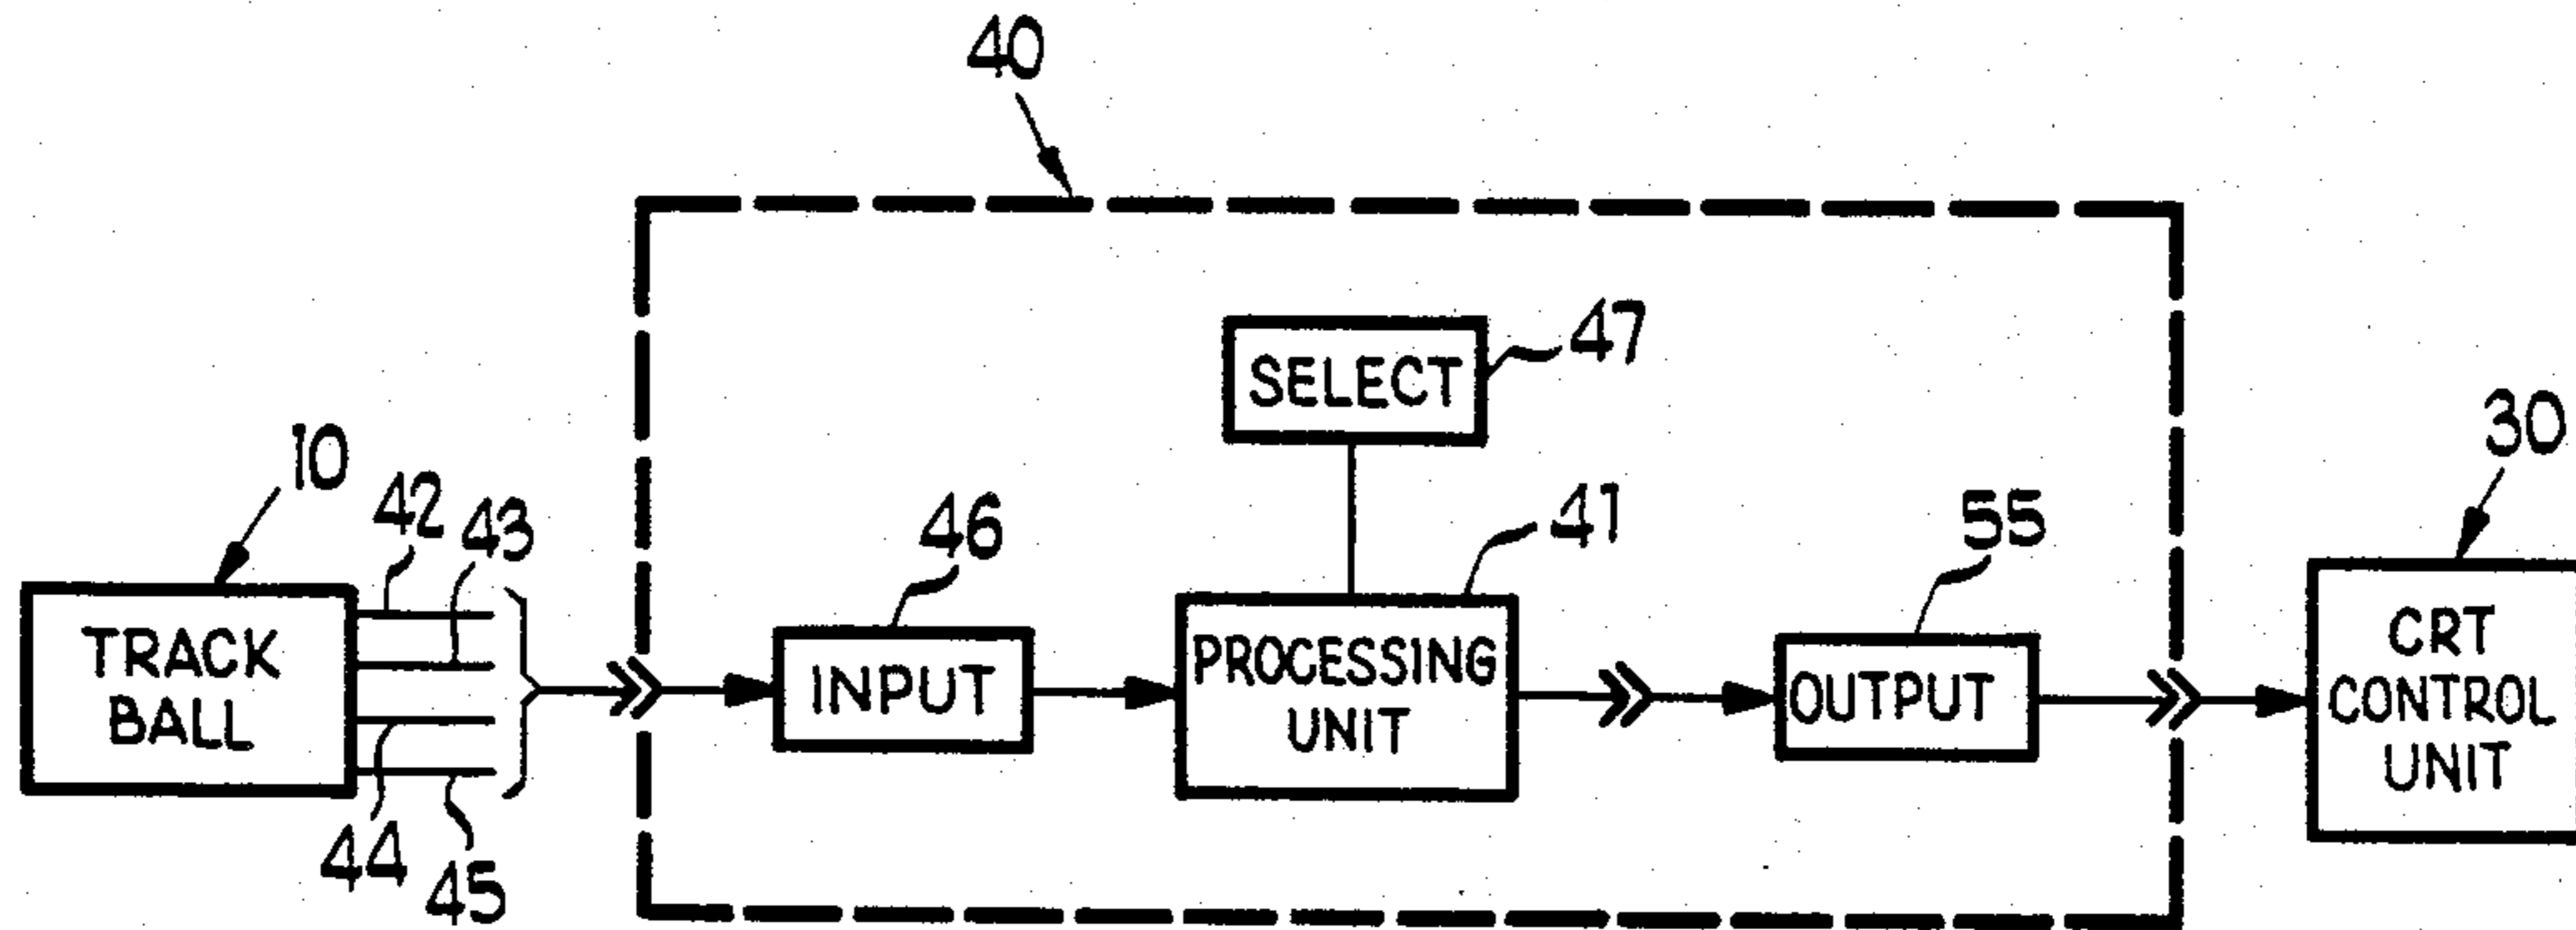 40
SELECT
47
10
42
43
46
41
55
30
TRACK
BALL
INPUT
PROCESSING
UNIT
OUTPUT
CRT
CONTROL
UNIT
44
45